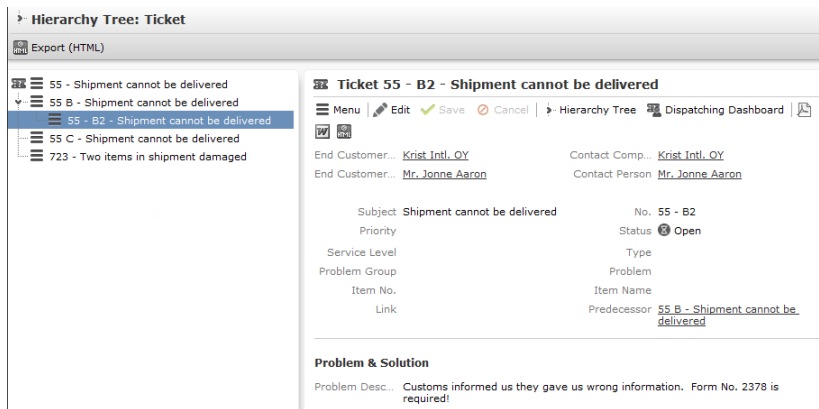 Hierarchy Tree: Ticket
HTML Export (HTML)
55 - Shipment cannot be delivered
55 B - Shipment cannot be delivered
55 - B2 - Shipment cannot be delivered
55 C - Shipment cannot be delivered
723 - Two items in shipment damaged
Ticket 55 - B2 - Shipment cannot be delivered
Menu Edit Save Cancel Hierarchy Tree Dispatching Dashboard
W HTML
End Customer... Krist Intl. OY Contact Comp... Krist Intl. OY
End Customer... Mr. Jonne Aaron Contact Person Mr. Jonne Aaron
Subject Shipment cannot be delivered No. 55 - B2
Priority Status Open
Service Level Type
Problem Group Problem
Item No. Item Name
Link Predecessor 55 B - Shipment cannot be
delivered
Problem & Solution
Problem Desc... Customs informed us they gave us wrong information. Form No. 2378 is
required!